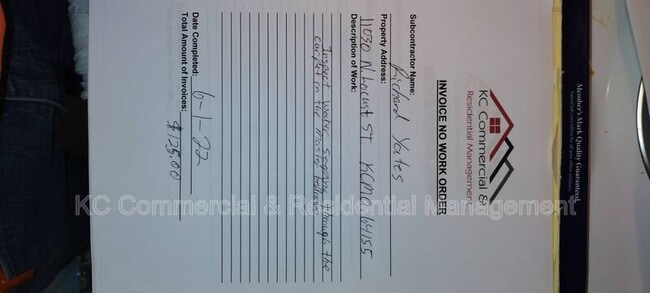 Member's Mark Quality Guaranteed.
KC Commercial &
Residential Management
INVOICE NO WORK ORDER
Subcontractor Name:
Richard Yates
Property Address:
11030 N Locust ST KCMO 64155
Description of Work:
Inspect Water seeping through the
carpet in the master bedroom
Date Completed: 6-1-22
Total Amount of Invoices: $125.00
KC Commercial & Residential Management